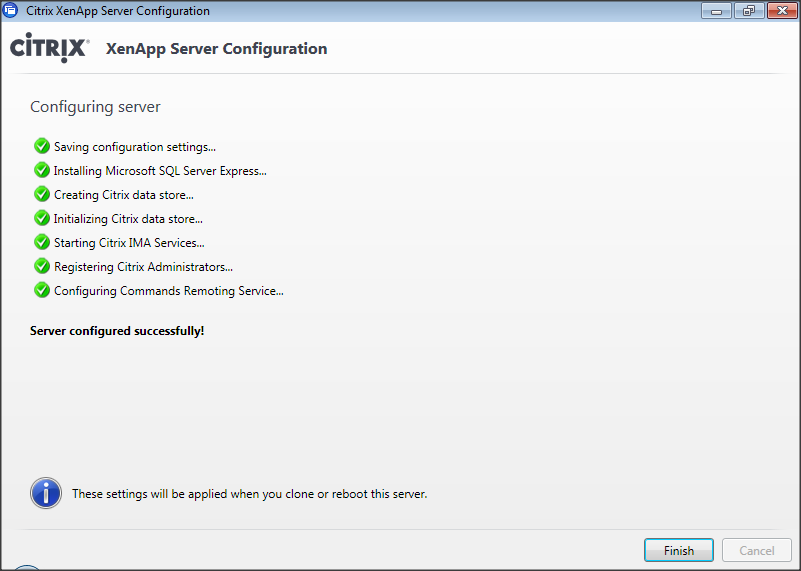 Citrix XenApp Server Configuration
CİTRIX® XenApp Server Configuration
Configuring server
Saving configuration settings...
Installing Microsoft SQL Server Express...
Creating Citrix data store...
Initializing Citrix data store...
Starting Citrix IMA Services...
Registering Citrix Administrators...
Configuring Commands Remoting Service...
Server configured successfully!
These settings will be applied when you clone or reboot this server.
Finish Cancel